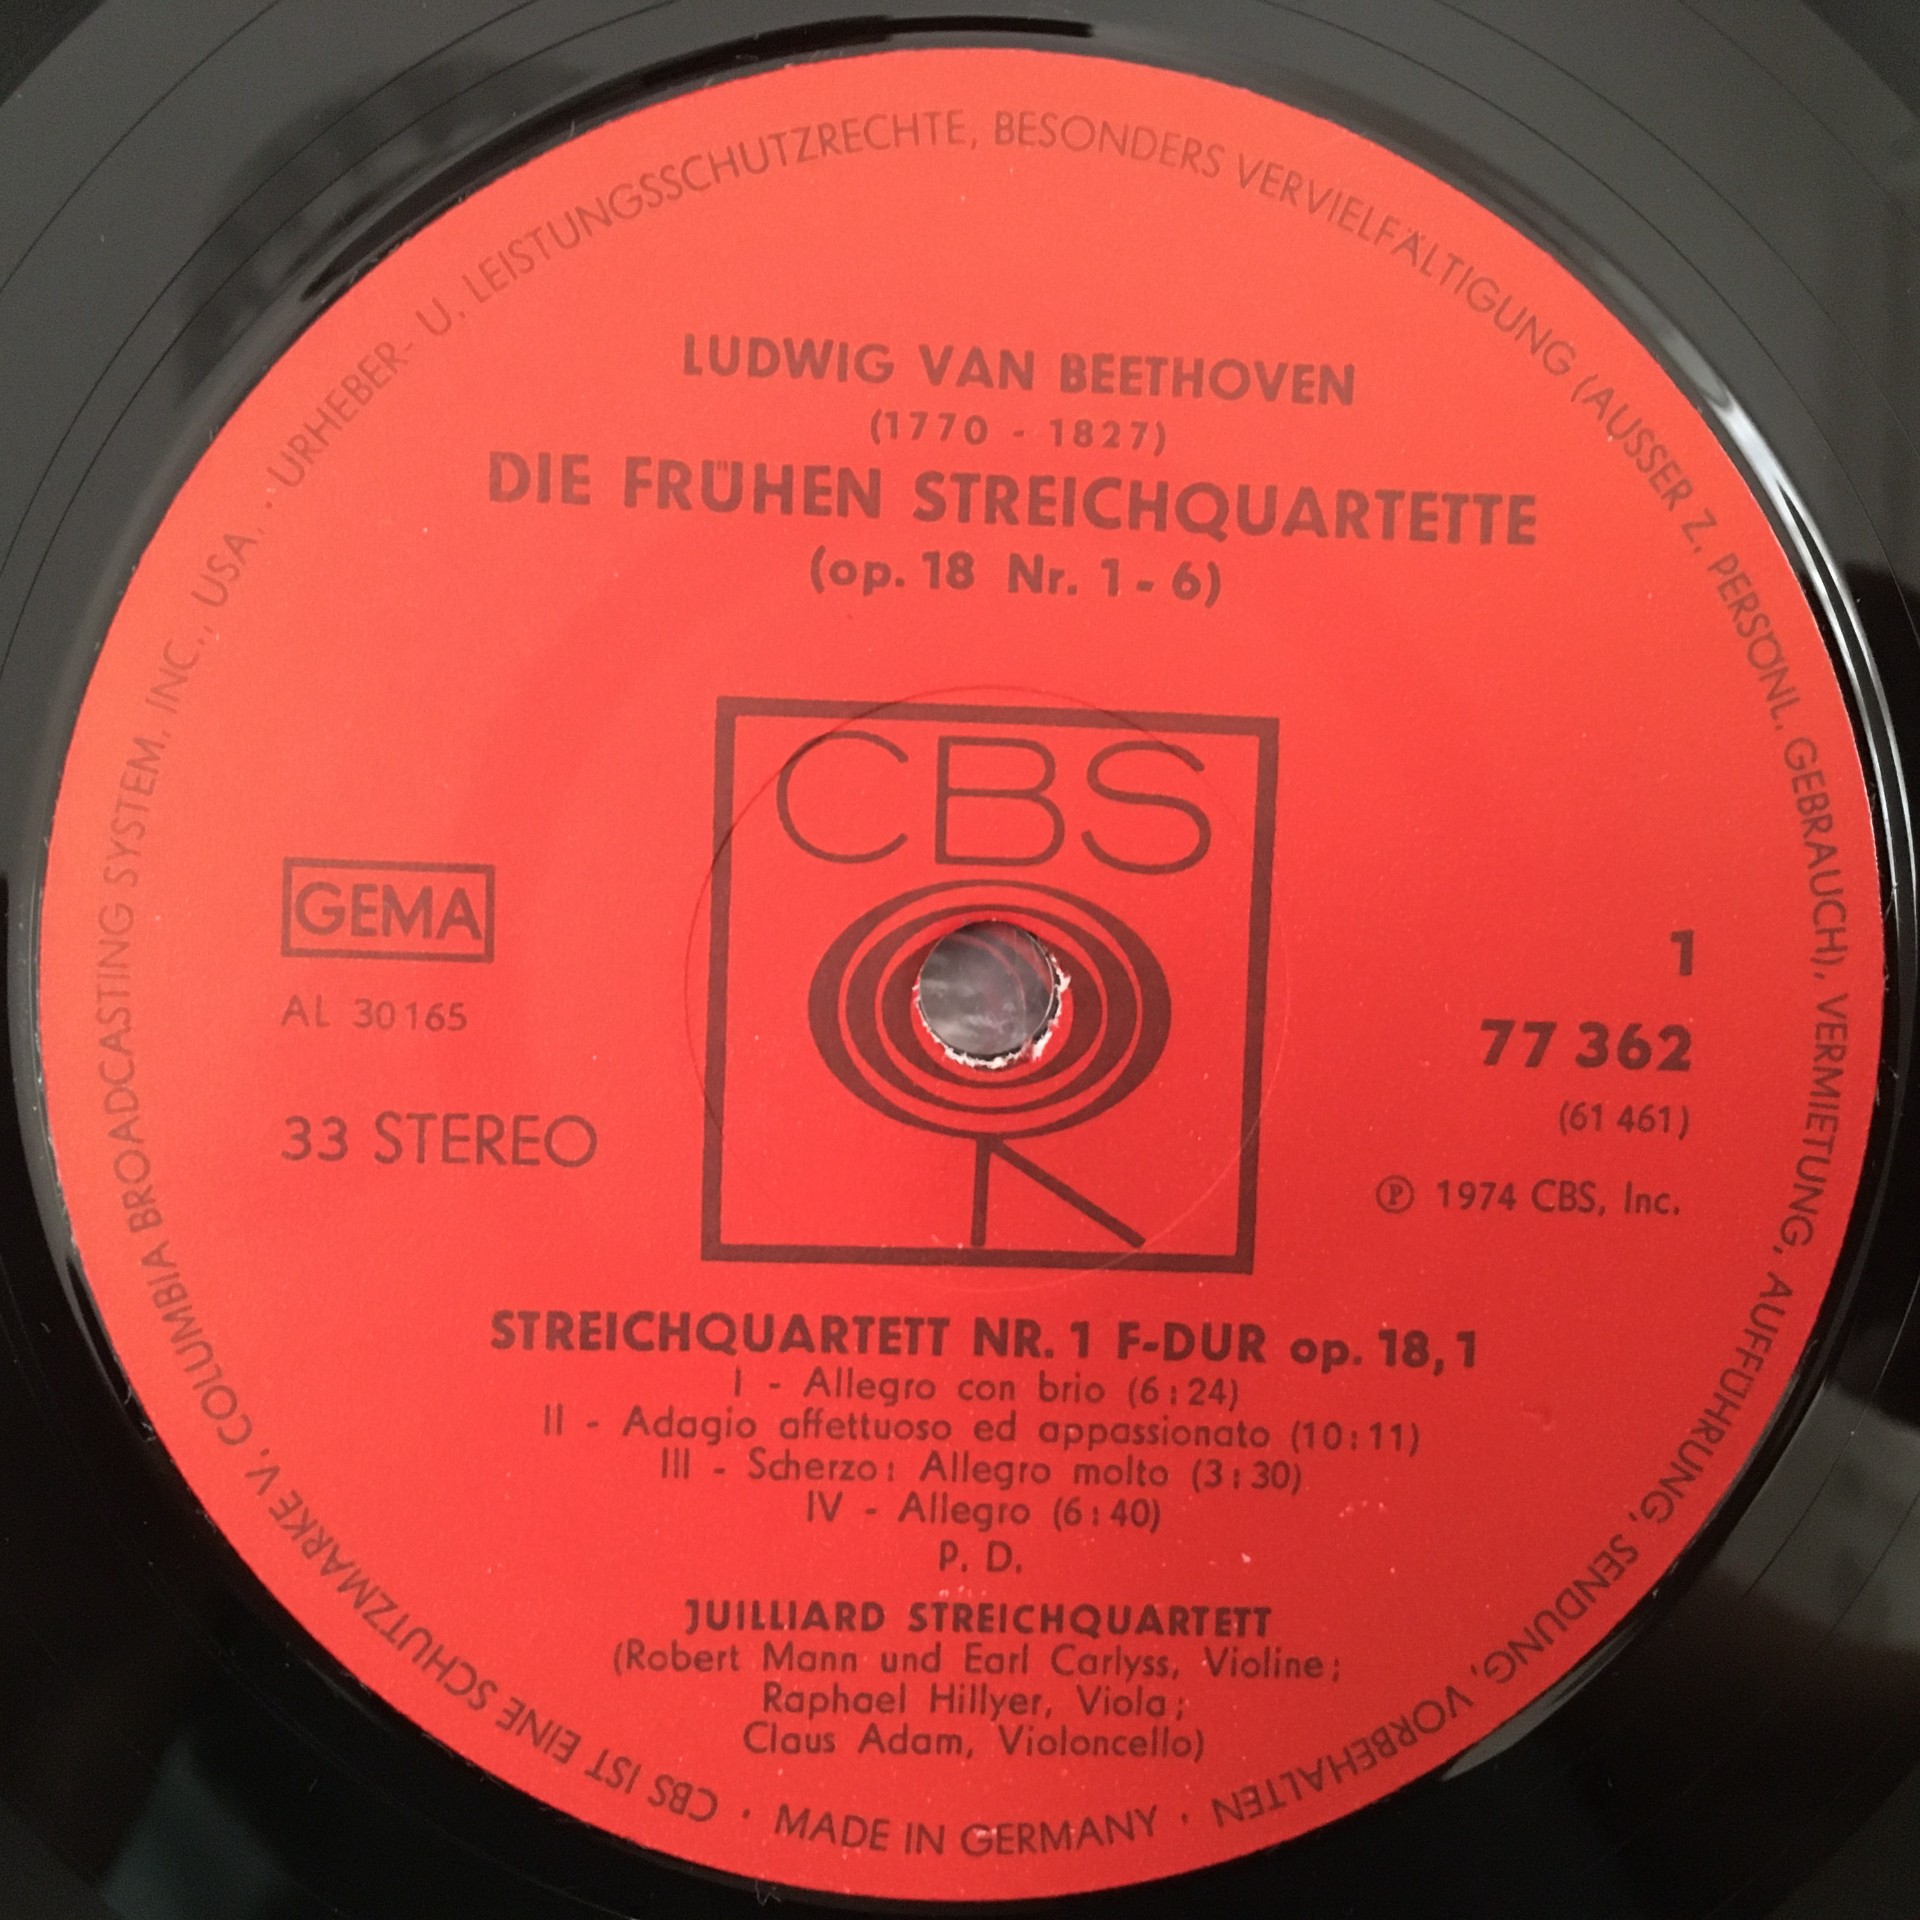 CBS IST EINE SCHUTZMARKE V. COLUMBIA BROADCASTING SYSTEM, INC., USA. · URHEBER- U. LEISTUNGSSCHUTZRECHTE, BESONDERS VERVIELFÄLTIGUNG (AUSSER Z. PERSÖNL. GEBRAUCH), VERMIETUNG, AUFFÜHRUNG, SENDUNG, VORBEHALTEN · MADE IN GERMANY ·
LUDWIG VAN BEETHOVEN
(1770 - 1827)
DIE FRÜHEN STREICHQUARTETTE
(op. 18 Nr. 1 - 6)
CBS
GEMA
AL 30165
33 STEREO
1
77 362
(61 461)
Ⓟ 1974 CBS, Inc.
STREICHQUARTETT NR. 1 F-DUR op. 18, 1
I - Allegro con brio (6:24)
II - Adagio affettuoso ed appassionato (10:11)
III - Scherzo: Allegro molto (3:30)
IV - Allegro (6:40)
P. D.
JUILLIARD STREICHQUARTETT
(Robert Mann und Earl Carlyss, Violine;
Raphael Hillyer, Viola;
Claus Adam, Violoncello)